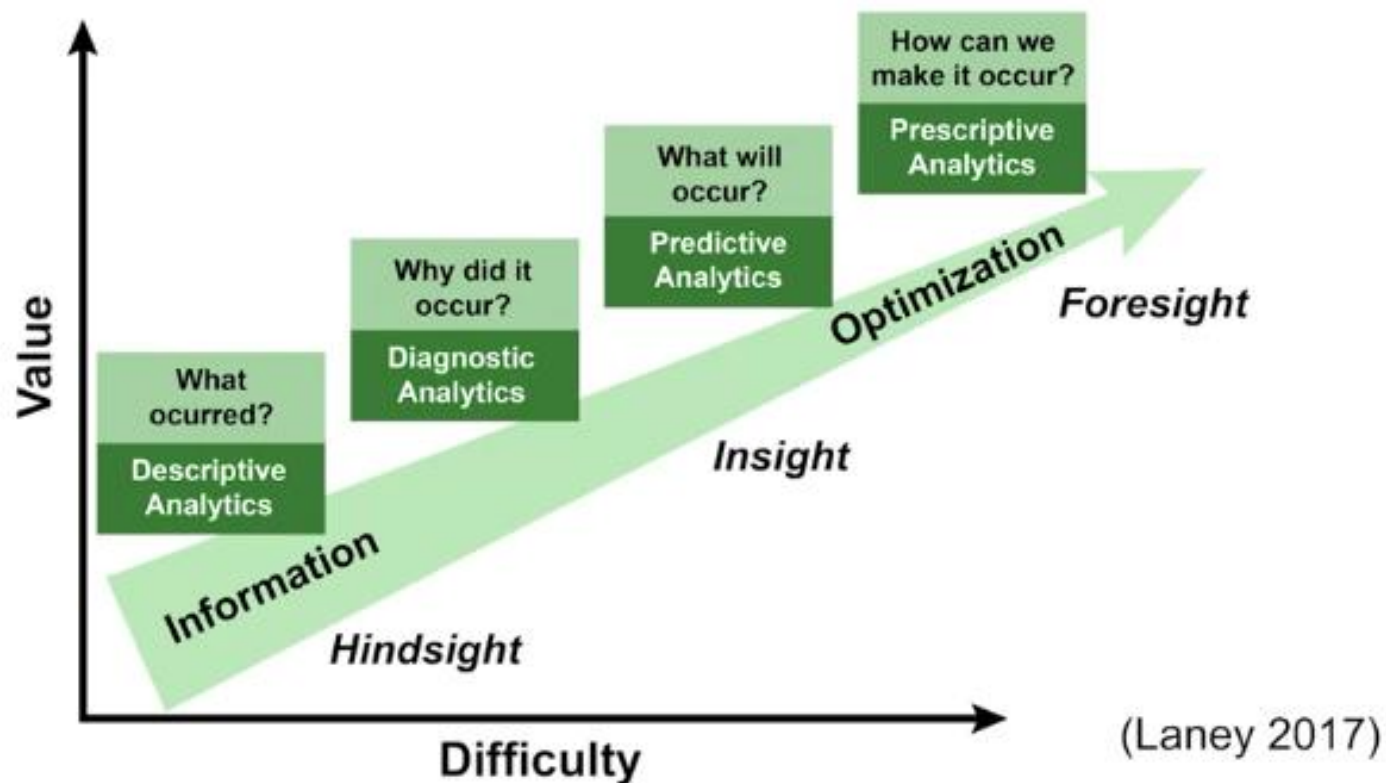 How can we
make it occur?
Prescriptive
Analytics
What will
occur?
Predictive
Analytics
Why did it
occur?
Diagnostic
Analytics
What
ocurred?
Descriptive
Analytics
Value
Optimization
Foresight
Insight
Information
Hindsight
Difficulty
(Laney 2017)